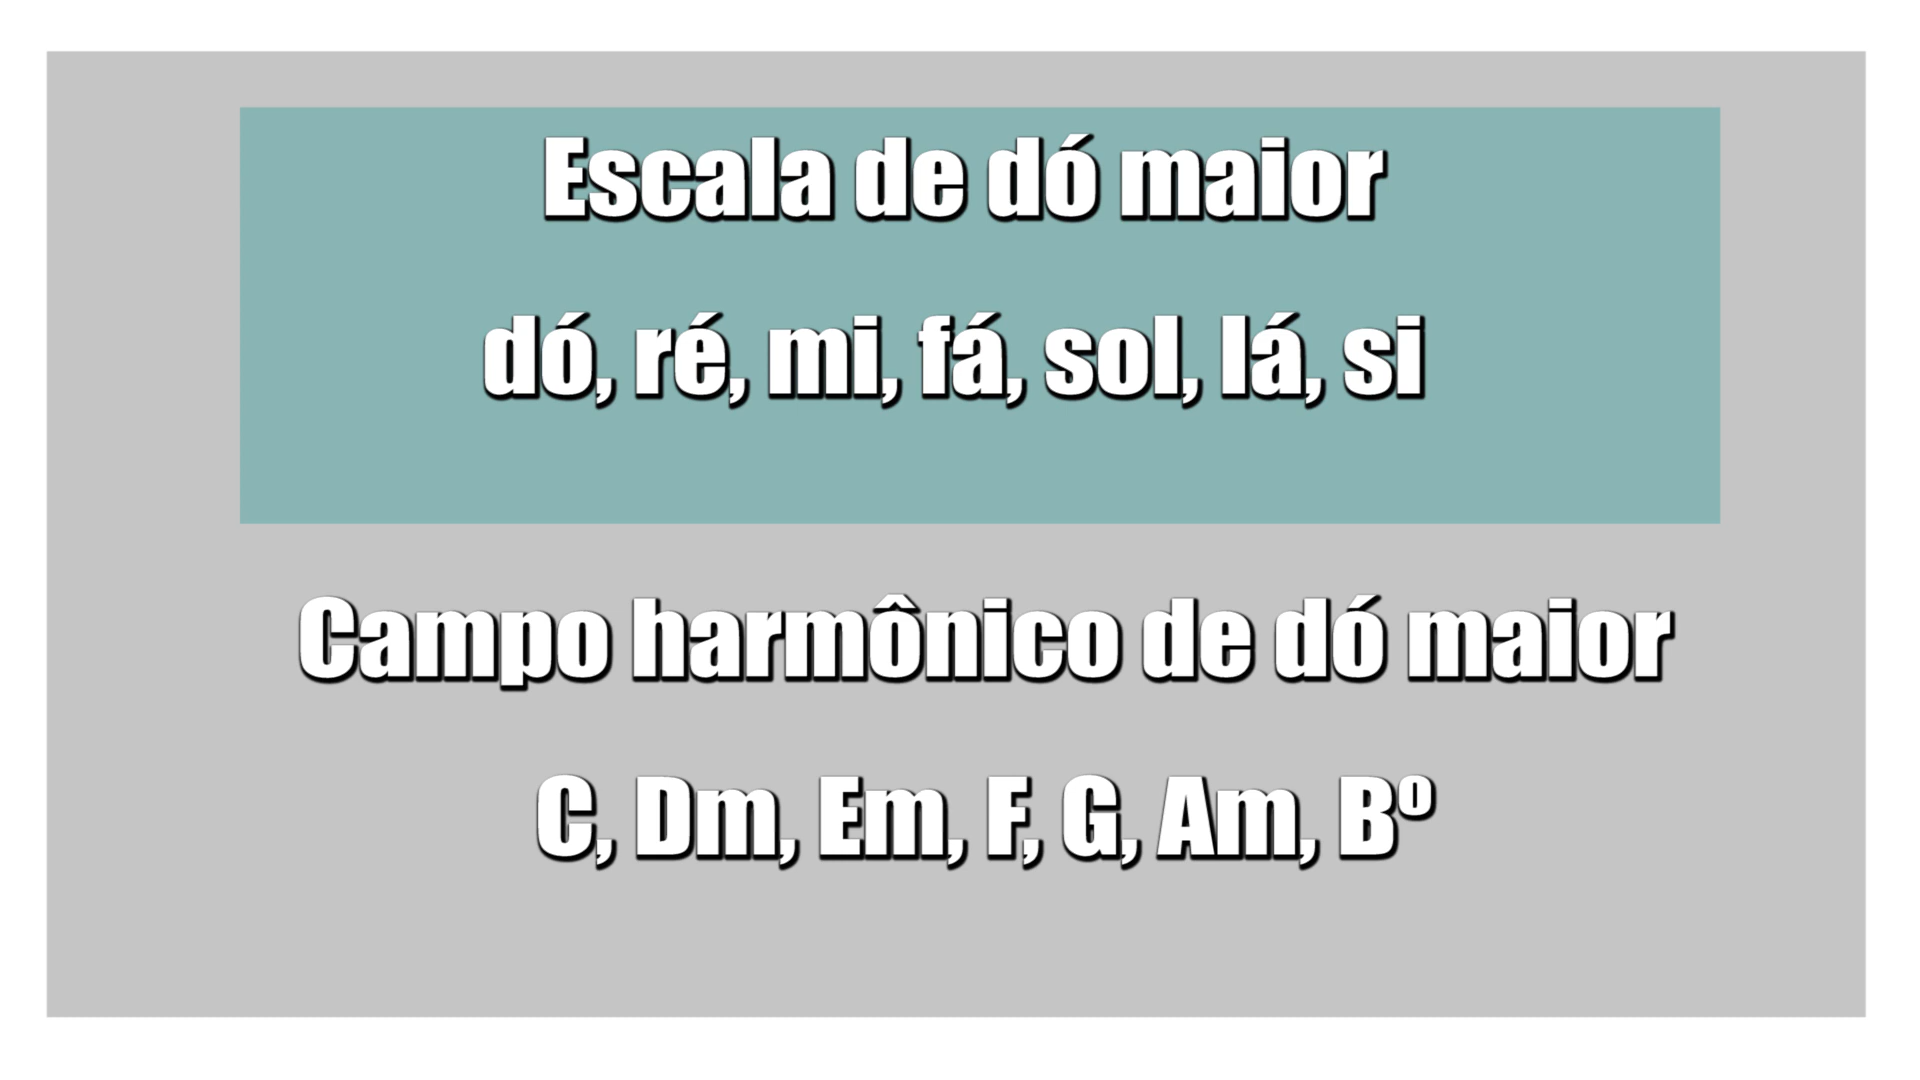 Escala de dó maior
dó, ré, mi, fá, sol, lá, si
Campo harmônico de dó maior
C, Dm, Em, F, G, Am, Bº